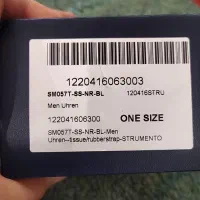 1220416063003
SM057T-SS-NR-BL 120416STRU
Men Uhren
122041606300 ONE SIZE
SM057T-SS-NR-BL-Men
Uhren--tissue/rubberstrap-STRUMENTO